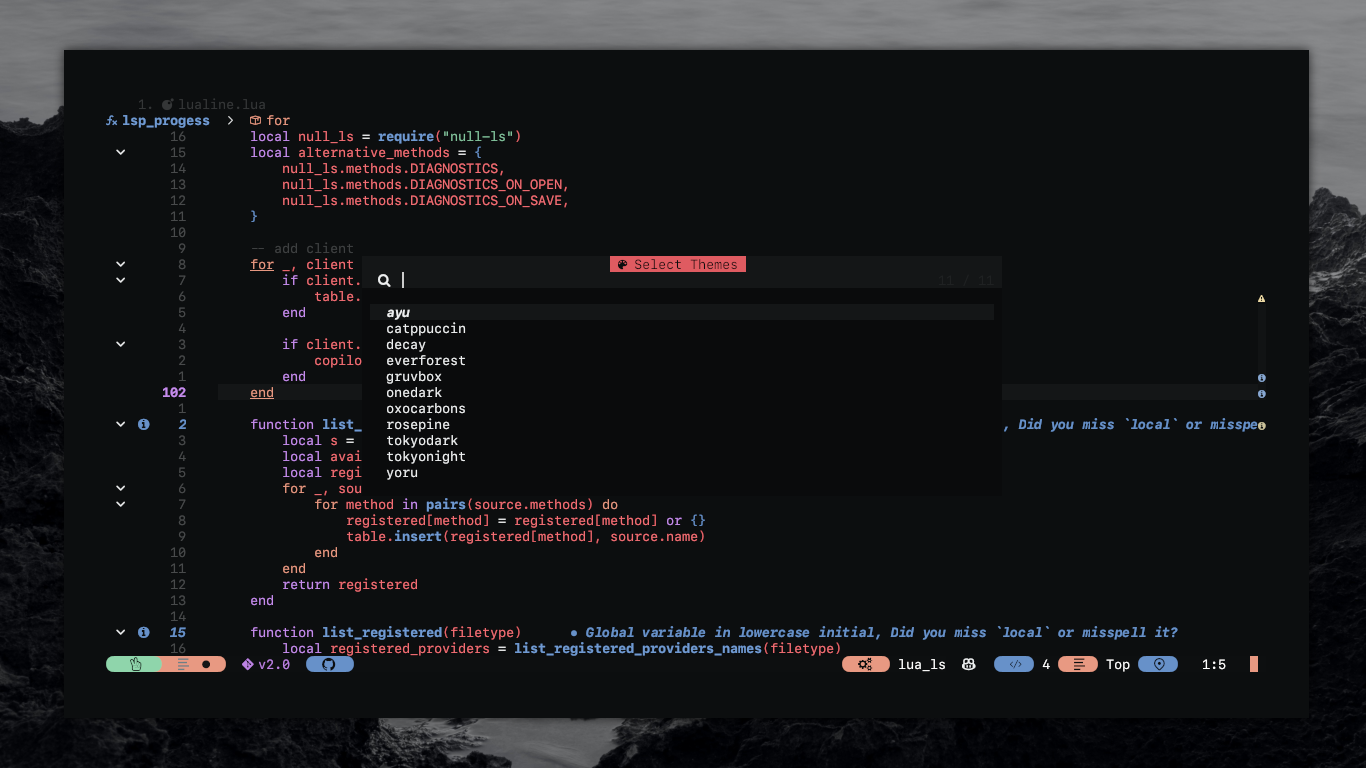 1. lualine.lua
lsp_progess > for
16 local null_ls = require("null-ls")
15 local alternative_methods = {
14 null_ls.methods.DIAGNOSTICS,
13 null_ls.methods.DIAGNOSTICS_ON_OPEN,
12 null_ls.methods.DIAGNOSTICS_ON_SAVE,
11 }
10
9 -- add client
8 for _, client
Select Themes
7 if client.
11 / 11
6 table.
5 end
ayu
4
catppuccin
3 if client.
decay
2 copilo
everforest
1 end
gruvbox
102 end
onedark
1
oxocarbons
2 function list_
rosepine
, Did you miss `local` or misspe
3 local s =
tokyodark
4 local avai
tokyonight
5 local regi
yoru
6 for _, sou
7 for method in pairs(source.methods) do
8 registered[method] = registered[method] or {}
9 table.insert(registered[method], source.name)
10 end
11 end
12 return registered
13 end
14
15 function list_registered(filetype) ● Global variable in lowercase initial, Did you miss `local` or misspell it?
16 local registered_providers = list_registered_providers_names(filetype)
v2.0 lua_ls 4 Top 1:5